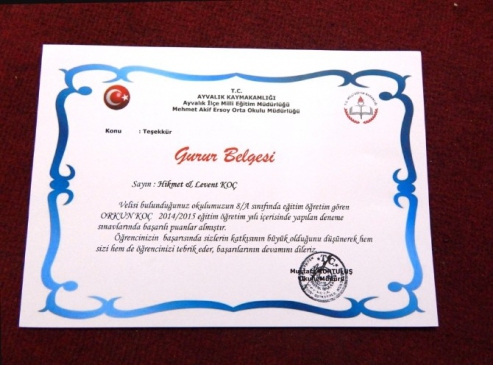 T.C.
AYVALIK KAYMAKAMLIĞI
Ayvalık İlçe Milli Eğitim Müdürlüğü
Mehmet Akif Ersoy Orta Okulu Müdürlüğü
Konu : Teşekkür
Gurur Belgesi
Sayın : Hikmet & Levent KOÇ
Velisi bulunduğunuz okulumuzun 8/A sınıfında eğitim öğretim gören
ORKUN KOÇ 2014/2015 eğitim öğretim yılı içerisinde yapılan deneme
sınavlarında başarılı puanlar almıştır.
Öğrencinizin başarısında sizlerin katkısının büyük olduğunu düşünerek hem
sizi hem de öğrencinizi tebrik eder, başarılarının devamını dileriz.
Mustafa KURTULUŞ
Okul Müdürü